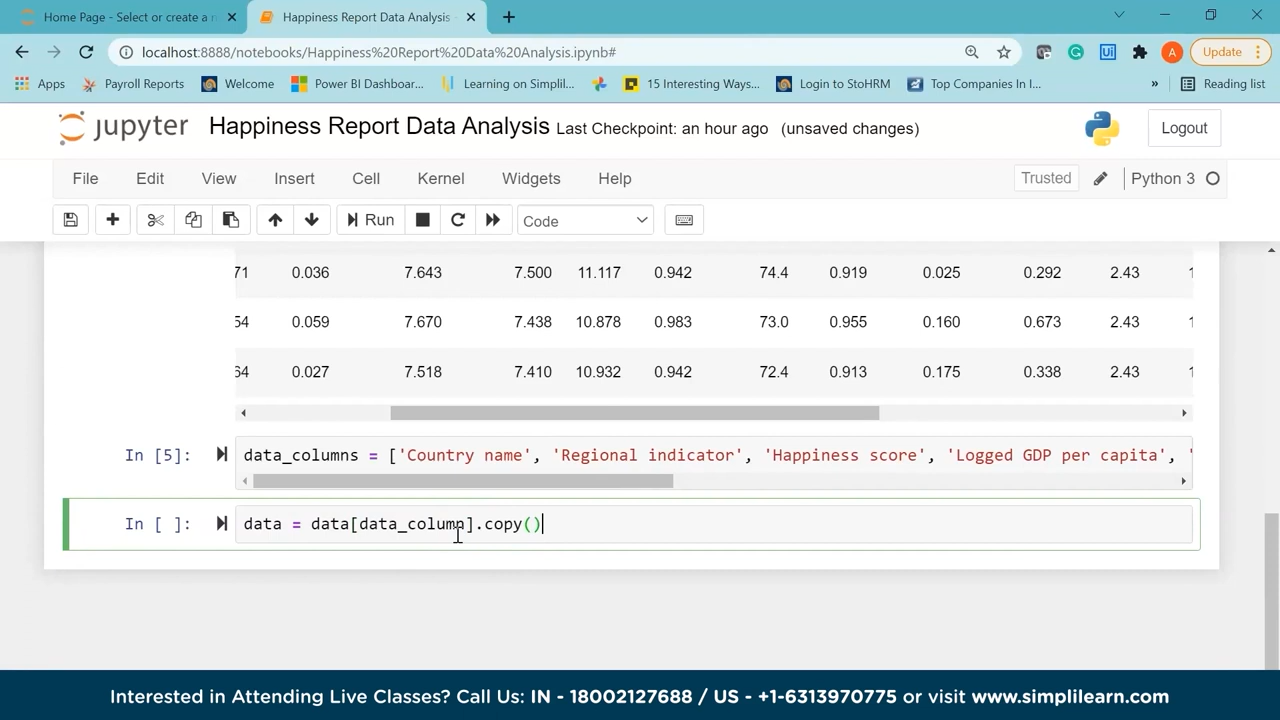 Home Page - Select or create a n
Happiness Report Data Analysis -
localhost:8888/notebooks/Happiness%20Report%20Data%20Analysis.ipynb#
A
Update
Apps
Payroll Reports
Welcome
Power BI Dashboar...
Learning on Simplil...
15 Interesting Ways...
Login to StoHRM
Top Companies In I...
»
Reading list
jupyter
Happiness Report Data Analysis Last Checkpoint: an hour ago (unsaved changes)
Logout
File Edit View Insert Cell Kernel Widgets Help
Trusted
Python 3
Run
Code
71 0.036 7.643 7.500 11.117 0.942 74.4 0.919 0.025 0.292 2.43 1
54 0.059 7.670 7.438 10.878 0.983 73.0 0.955 0.160 0.673 2.43 1
64 0.027 7.518 7.410 10.932 0.942 72.4 0.913 0.175 0.338 2.43 1
In [5]: data_columns = ['Country name', 'Regional indicator', 'Happiness score', 'Logged GDP per capita', '
In [ ]: data = data[data_column].copy()
Interested in Attending Live Classes? Call Us: IN - 18002127688 / US - +1-6313970775 or visit www.simplilearn.com